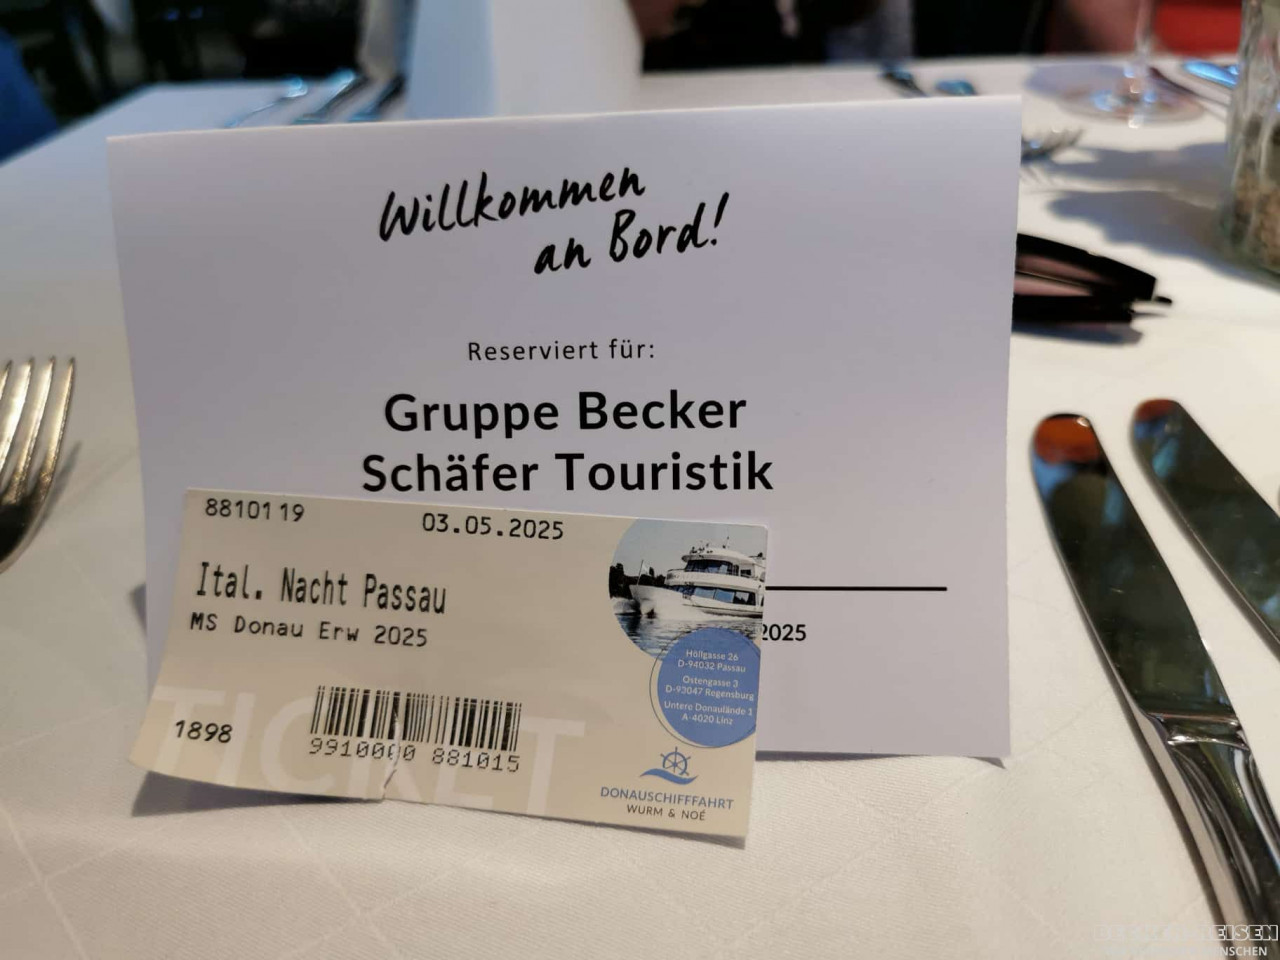 Willkommen
an Bord!
Reserviert für:
Gruppe Becker
Schäfer Touristik
8810119
03.05.2025
Ital. Nacht Passau
MS Donau Erw 2025
2025
Höllgasse 26
D-94032 Passau
Ostengasse 3
D-93047 Regensburg
Untere Donaulände 1
A-4020 Linz
TICKET
1898
9910000 881015
DONAUSCHIFFFAHRT
WURM & NOÉ